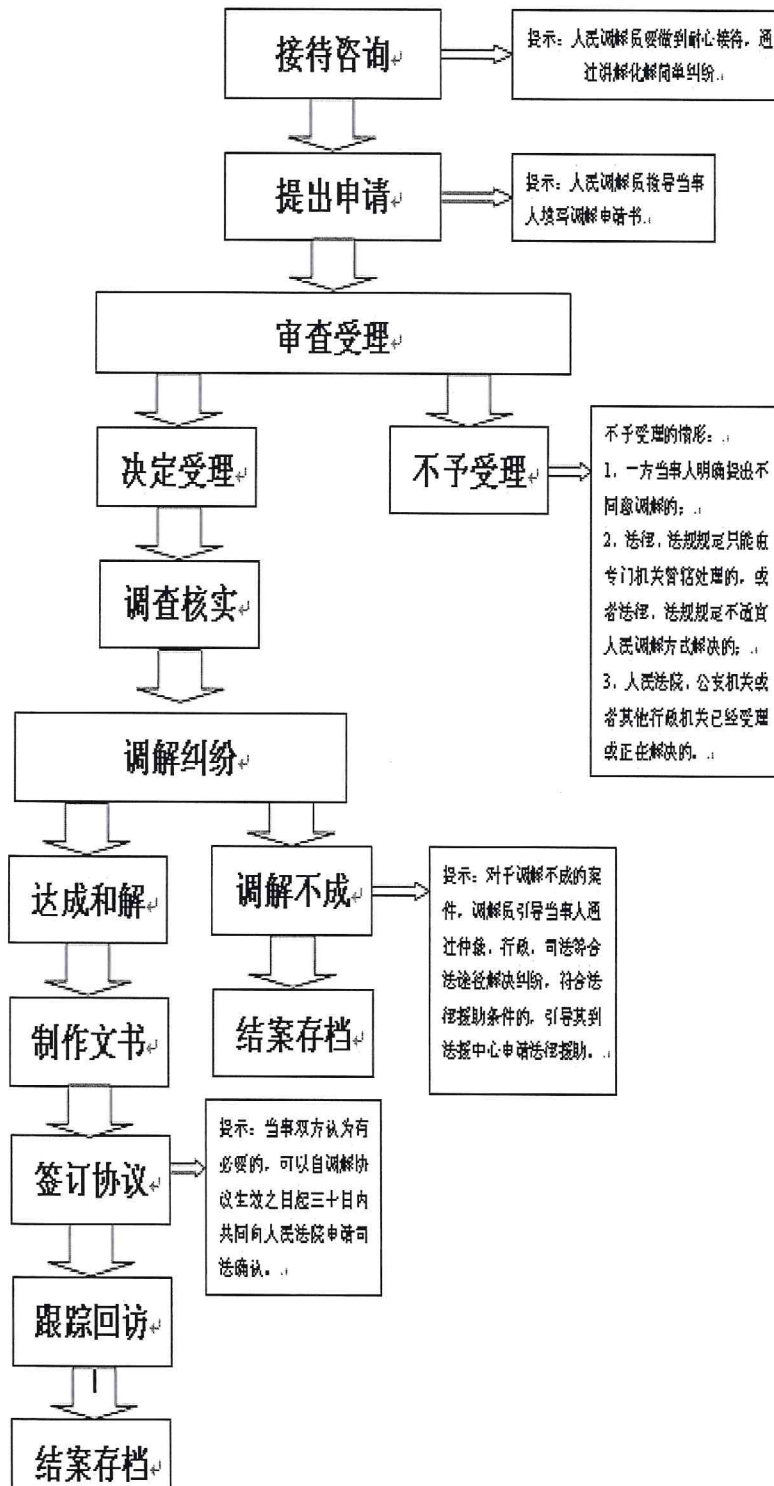 接待咨询
提示：人民调解员要做到耐心接待，通
过讲解化解简单纠纷。
提出申请
提示：人民调解员指导当事
人填写调解申请书。
审查受理
决定受理
不予受理
不予受理的情形：
1、一方当事人明确提出不
同意调解的；
2、法律、法规规定只能由
专门机关管辖处理的，或
者法律、法规规定不适宜
人民调解方式解决的；
3、人民法院、公安机关或
者其他行政机关已经受理
或正在解决的。
调查核实
调解纠纷
达成和解
调解不成
提示：对于调解不成的案
件，调解员引导当事人通
过仲裁、行政、司法等合
法途径解决纠纷，符合法
律援助条件的，引导其到
法援中心申请法律援助。
制作文书
结案存档
签订协议
提示：当事双方认为有
必要的，可以自调解协
议生效之日起三十日内
共同向人民法院申请司
法确认。
跟踪回访
结案存档